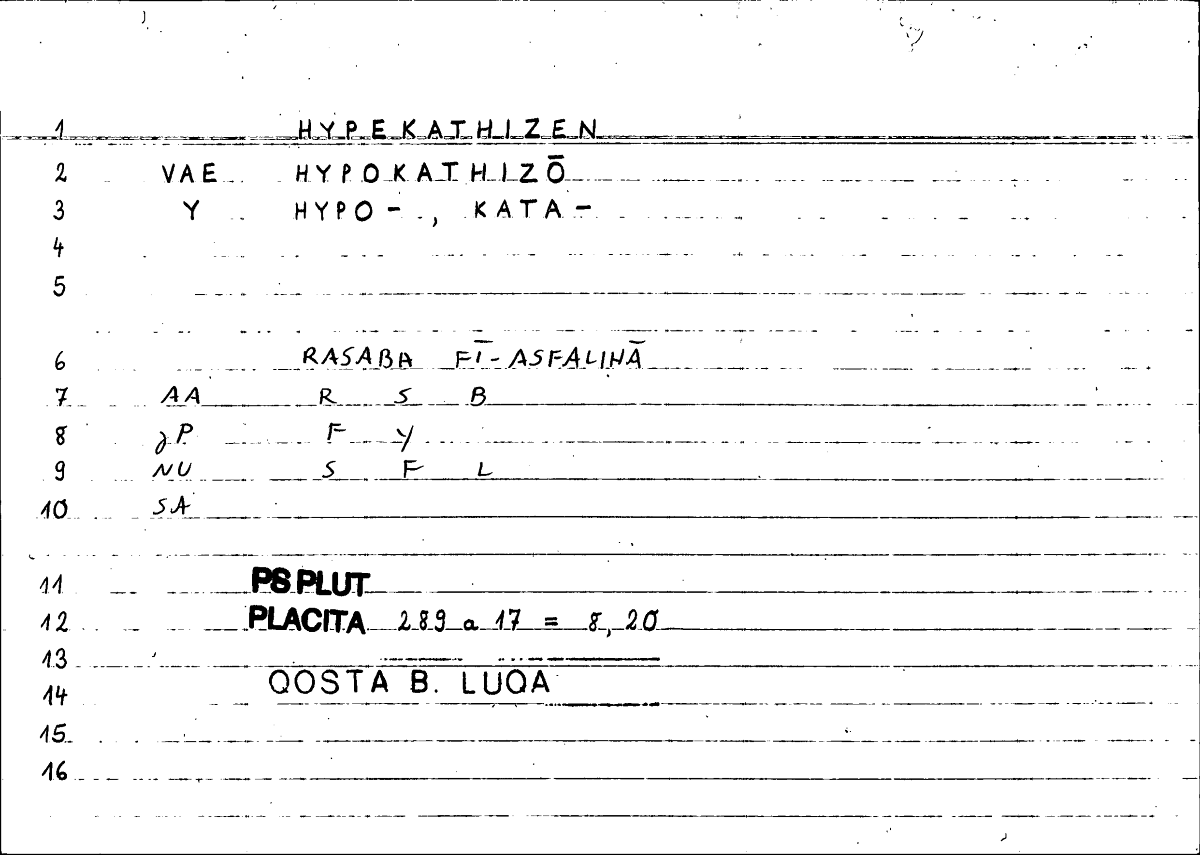 1 HYPEKATHIZEN
2 VAE HYPOKATHIZŌ
3 Y HYPO- , KATA-
4
5
6 RASABA FĪ-ASFALIHĀ
7 AA R S B
8 JP F Y
9 NU S F L
10 SA
11 PS PLUT
12 PLACITA 289 a 17 = 8, 20
13
14 QOSTA B. LUQA
15
16